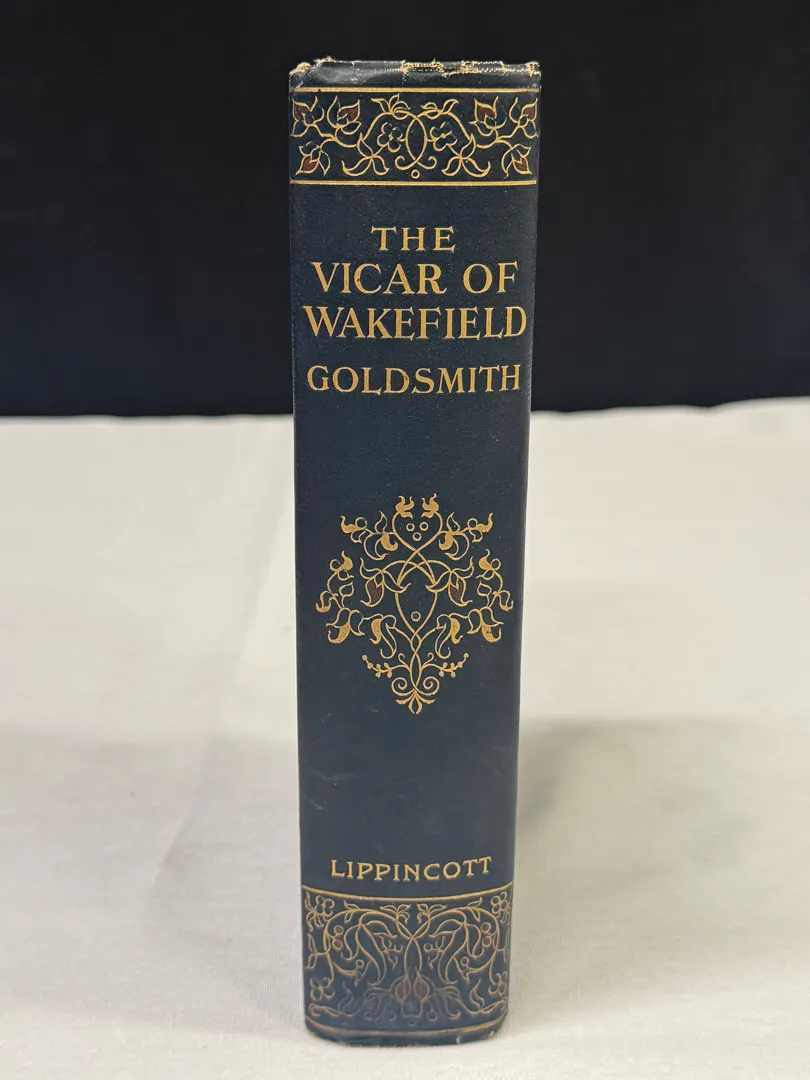 THE
VICAR OF
WAKEFIELD
GOLDSMITH
LIPPINCOTT